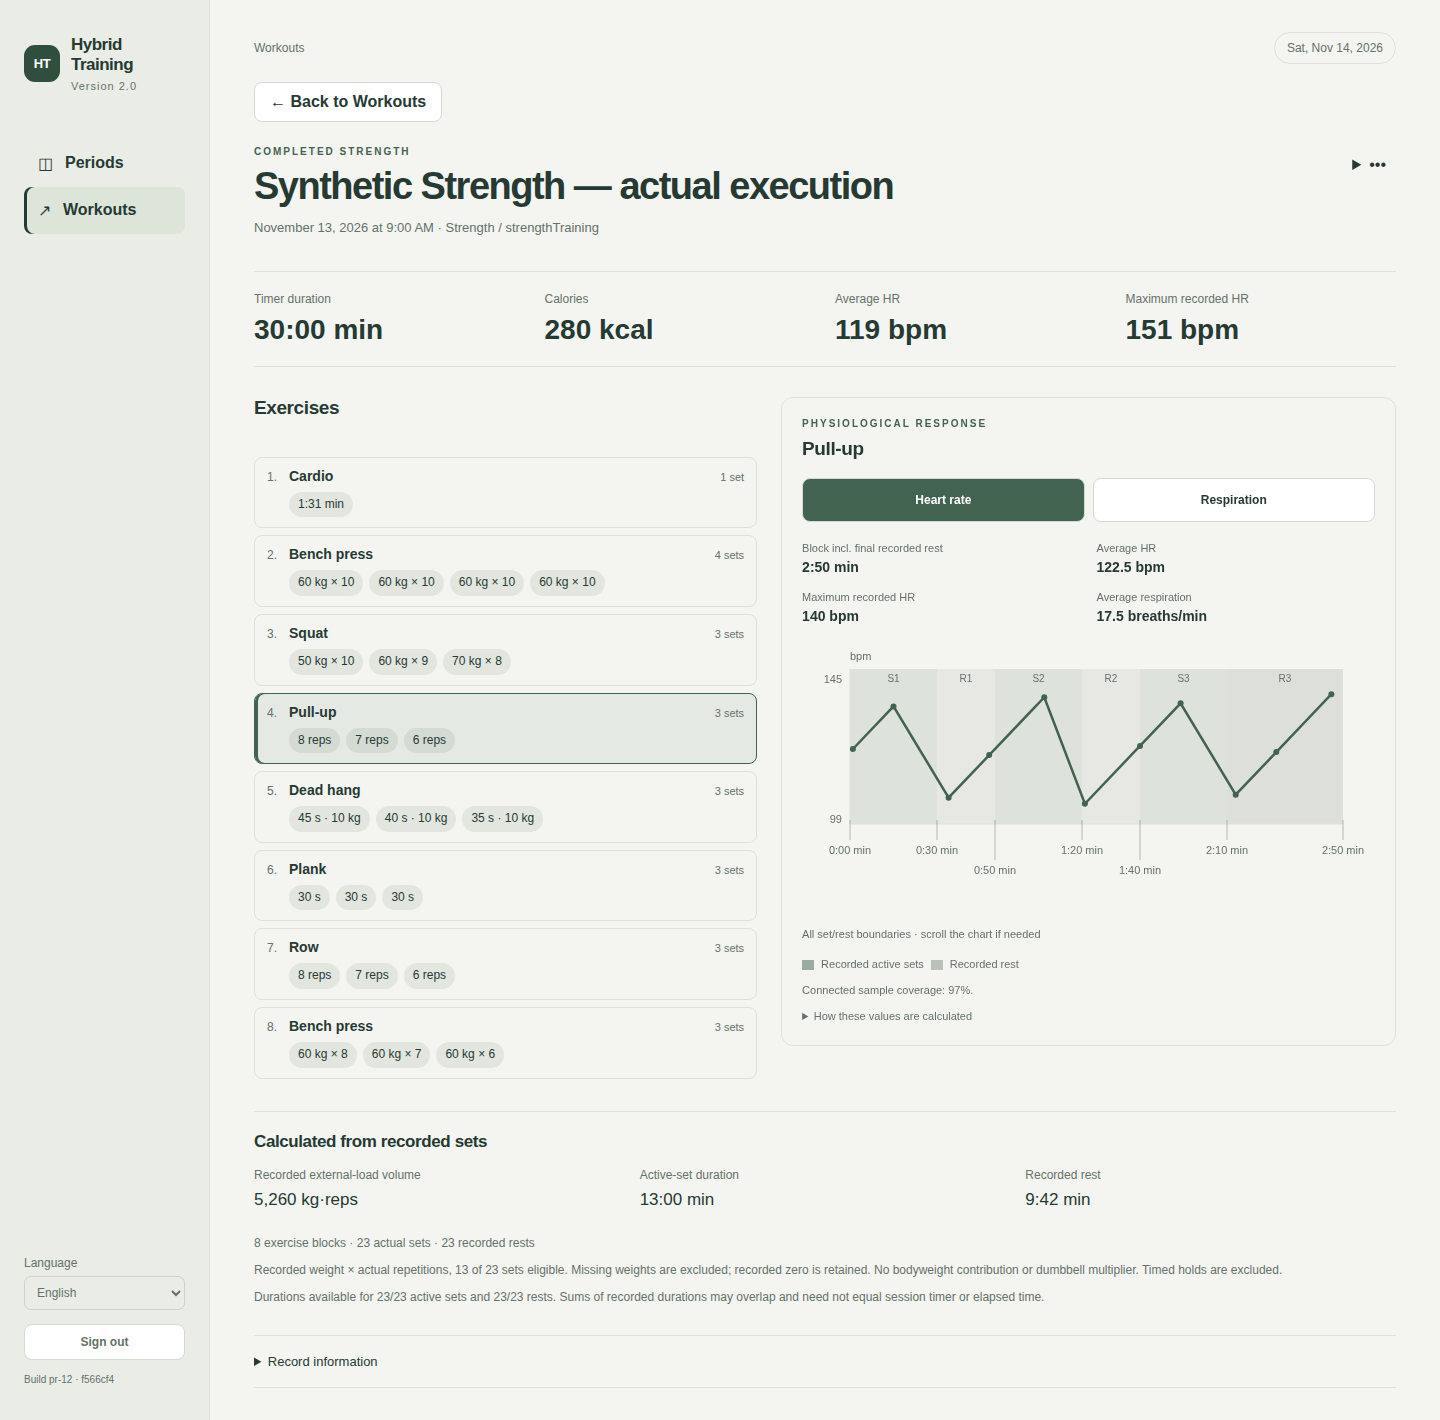 HT
Hybrid
Training
Version 2.0
Periods
Workouts
Language
English
Sign out
Build pr-12 · f566cf4
Workouts
Sat, Nov 14, 2026
← Back to Workouts
COMPLETED STRENGTH
Synthetic Strength — actual execution
▶ •••
November 13, 2026 at 9:00 AM · Strength / strengthTraining
Timer duration
30:00 min
Calories
280 kcal
Average HR
119 bpm
Maximum recorded HR
151 bpm
Exercises
1. Cardio 1 set
1:31 min
2. Bench press 4 sets
60 kg × 10 60 kg × 10 60 kg × 10 60 kg × 10
3. Squat 3 sets
50 kg × 10 60 kg × 9 70 kg × 8
4. Pull-up 3 sets
8 reps 7 reps 6 reps
5. Dead hang 3 sets
45 s · 10 kg 40 s · 10 kg 35 s · 10 kg
6. Plank 3 sets
30 s 30 s 30 s
7. Row 3 sets
8 reps 7 reps 6 reps
8. Bench press 3 sets
60 kg × 8 60 kg × 7 60 kg × 6
PHYSIOLOGICAL RESPONSE
Pull-up
Heart rate Respiration
Block incl. final recorded rest
2:50 min
Average HR
122.5 bpm
Maximum recorded HR
140 bpm
Average respiration
17.5 breaths/min
bpm
145
S1 R1 S2 R2 S3 R3
99
0:00 min 0:30 min 1:20 min 2:10 min 2:50 min
0:50 min 1:40 min
All set/rest boundaries · scroll the chart if needed
Recorded active sets Recorded rest
Connected sample coverage: 97%.
▶ How these values are calculated
Calculated from recorded sets
Recorded external-load volume
5,260 kg·reps
Active-set duration
13:00 min
Recorded rest
9:42 min
8 exercise blocks · 23 actual sets · 23 recorded rests
Recorded weight × actual repetitions, 13 of 23 sets eligible. Missing weights are excluded; recorded zero is retained. No bodyweight contribution or dumbbell multiplier. Timed holds are excluded.
Durations available for 23/23 active sets and 23/23 rests. Sums of recorded durations may overlap and need not equal session timer or elapsed time.
▶ Record information